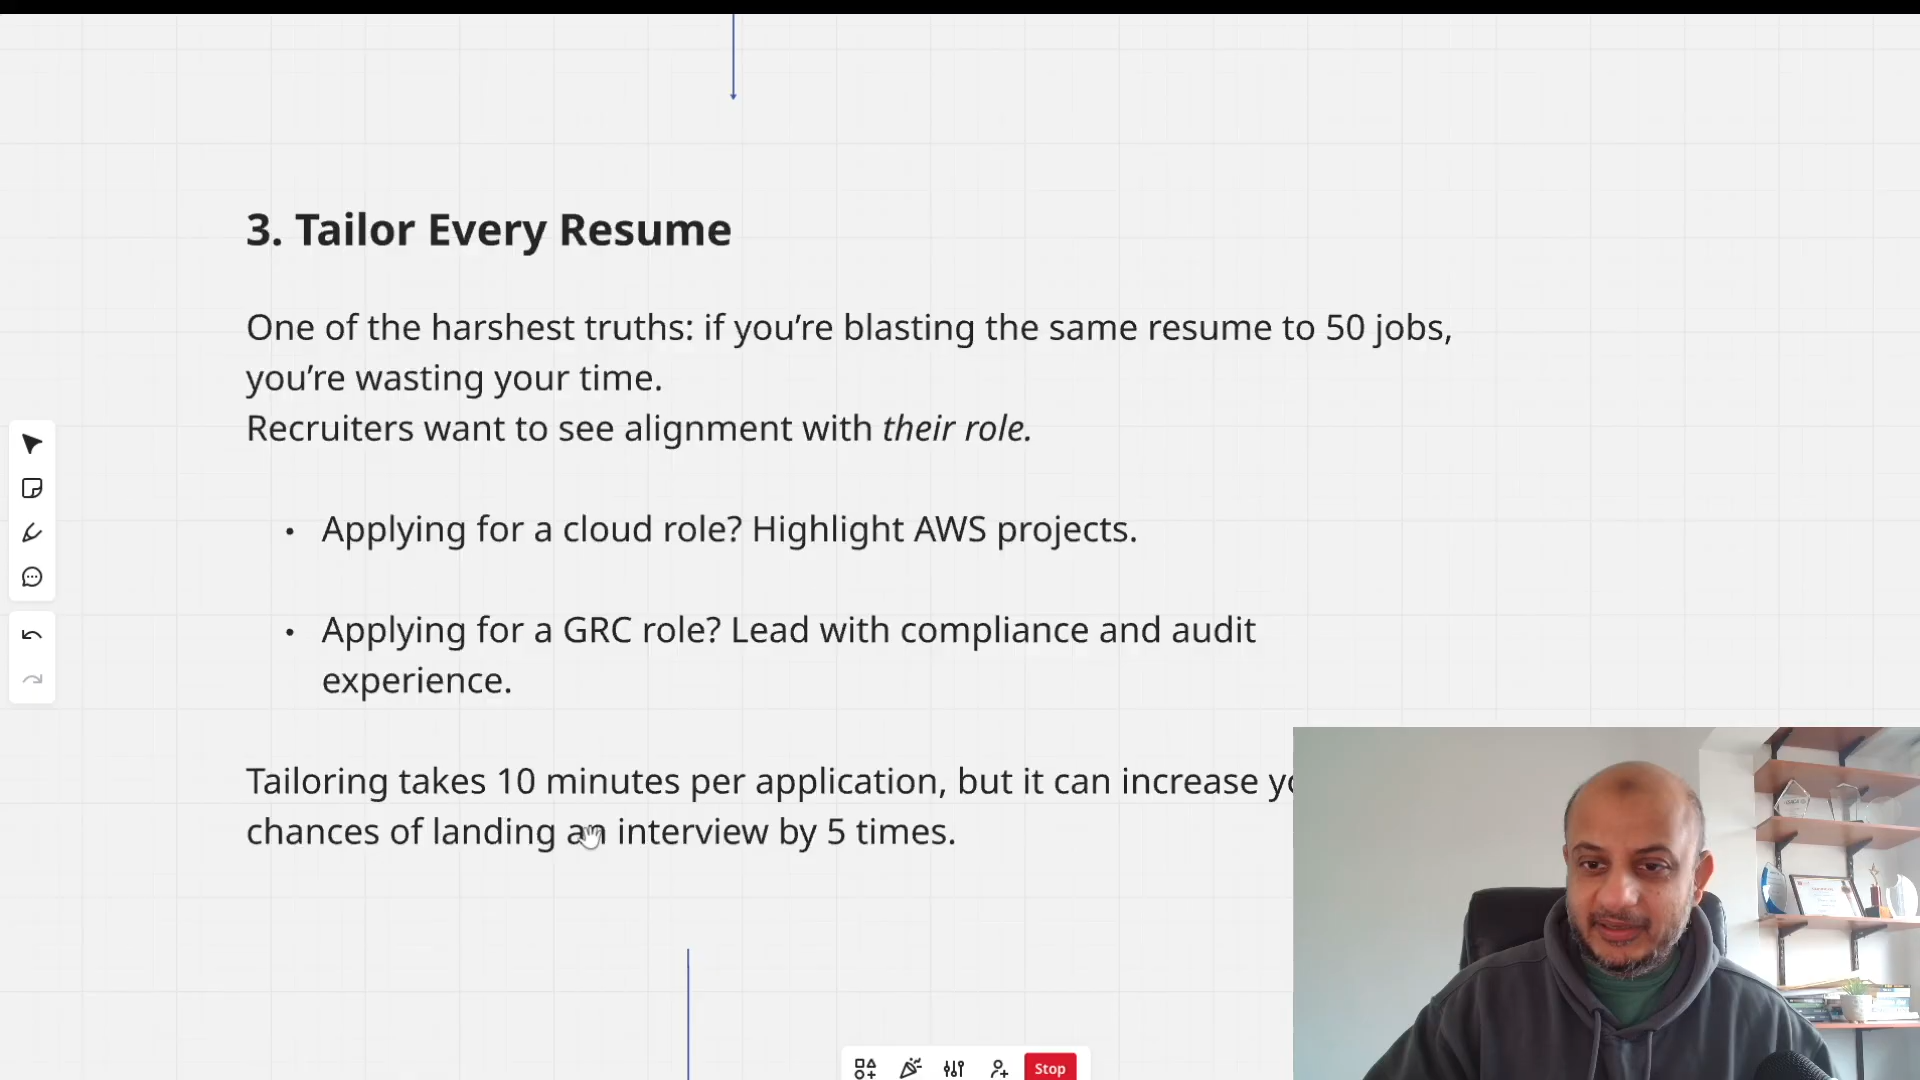 3. Tailor Every Resume
One of the harshest truths: if you’re blasting the same resume to 50 jobs,
you’re wasting your time.
Recruiters want to see alignment with their role.
• Applying for a cloud role? Highlight AWS projects.
• Applying for a GRC role? Lead with compliance and audit
experience.
Tailoring takes 10 minutes per application, but it can increase
chances of landing an interview by 5 times.
Stop